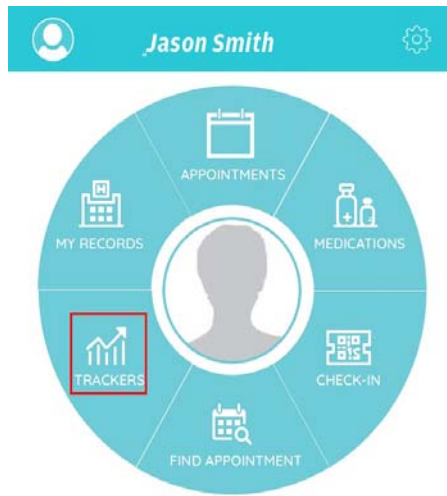 Jason Smith
APPOINTMENTS
MY RECORDS
MEDICATIONS
TRACKERS
CHECK-IN
FIND APPOINTMENT
H